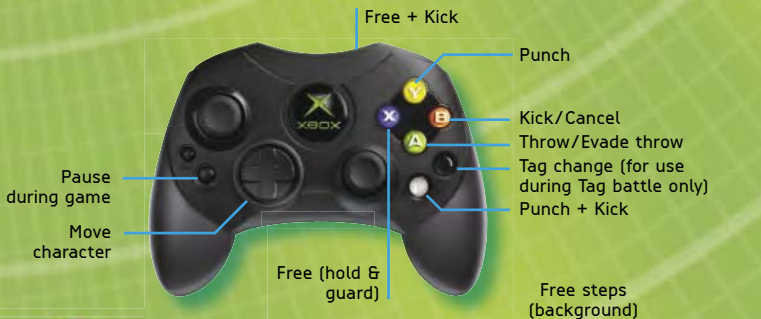 Free + Kick
Punch
Y
XBOX
X
B
Kick/Cancel
A
Throw/Evade throw
Tag change (for use
during Tag battle only)
Punch + Kick
Pause
during game
Move
character
Free (hold &
guard)
Free steps
(background)